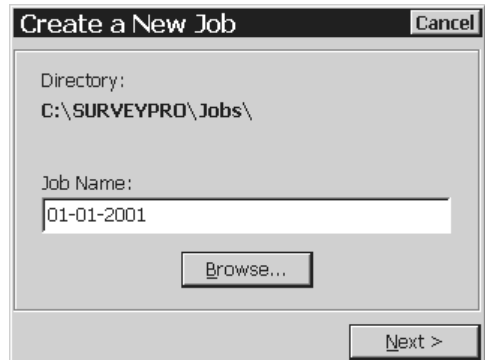 Create a New Job Cancel
Directory:
C:\SURVEYPRO\Jobs\
Job Name:
01-01-2001
Browse...
Next >